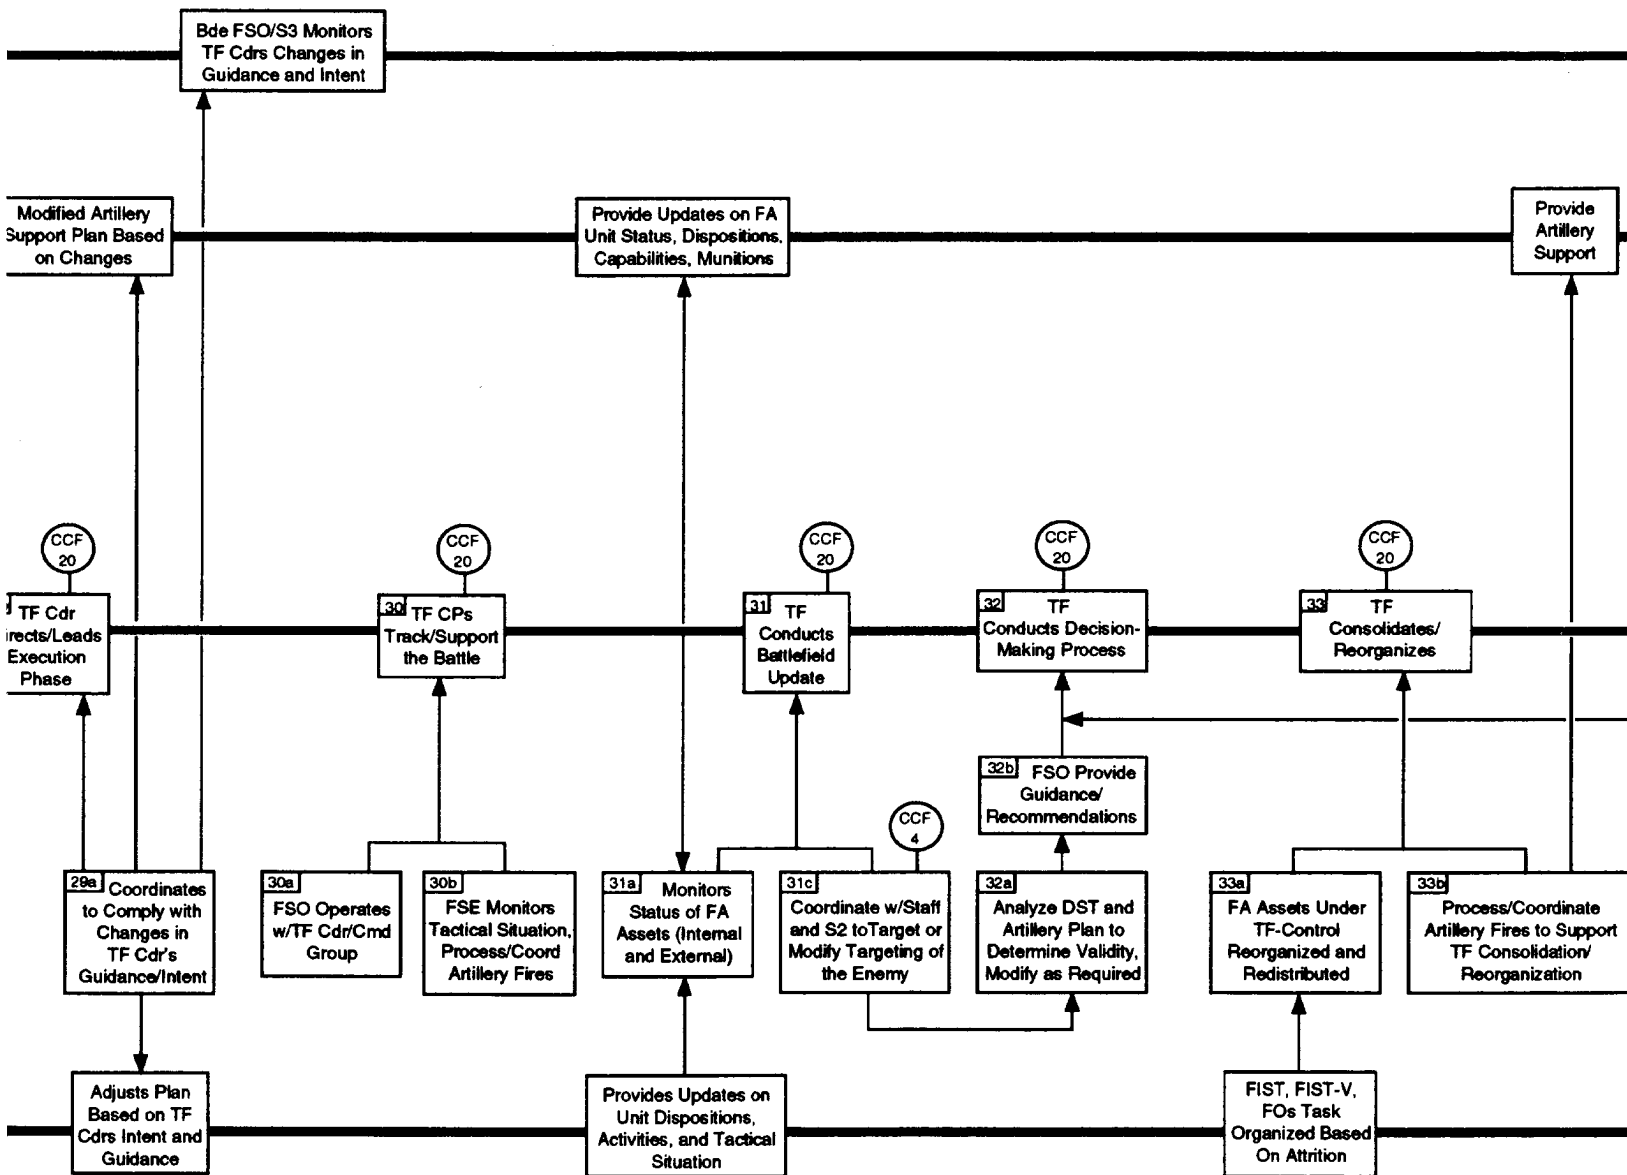 Bde FSO/S3 Monitors
TF Cdrs Changes in
Guidance and Intent
Modified Artillery
Support Plan Based
on Changes
Provide Updates on FA
Unit Status, Dispositions,
Capabilities, Munitions
Provide
Artillery
Support
CCF
20
TF Cdr
irects/Leads
Execution
Phase
CCF
20
30 TF CPs
Track/Support
the Battle
CCF
20
31 TF
Conducts
Battlefield
Update
CCF
20
32 TF
Conducts Decision-
Making Process
CCF
20
33 TF
Consolidates/
Reorganizes
32b FSO Provide
Guidance/
Recommendations
CCF
4
29a Coordinates
to Comply with
Changes in
TF Cdr's
Guidance/Intent
30a
FSO Operates
w/TF Cdr/Cmd
Group
30b
FSE Monitors
Tactical Situation,
Process/Coord
Artillery Fires
31a Monitors
Status of FA
Assets (Internal
and External)
31c
Coordinate w/Staff
and S2 toTarget or
Modify Targeting of
the Enemy
32a
Analyze DST and
Artillery Plan to
Determine Validity,
Modify as Required
33a
FA Assets Under
TF-Control
Reorganized and
Redistributed
33b
Process/Coordinate
Artillery Fires to Support
TF Consolidation/
Reorganization
Adjusts Plan
Based on TF
Cdrs Intent and
Guidance
Provides Updates on
Unit Dispositions,
Activities, and Tactical
Situation
FIST, FIST-V,
FOs Task
Organized Based
On Attrition